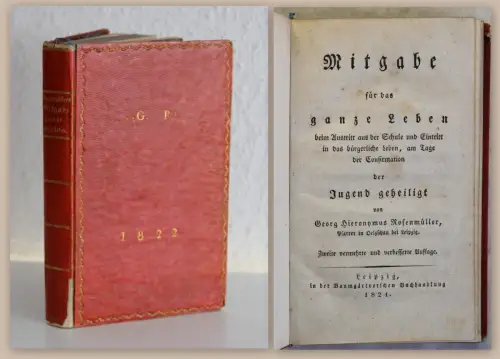 G P
1822
Mitgabe
für das
ganze Leben
beim Austritt aus der Schule und Eintritt
in das bürgerliche Leben, am Tage
der Confirmation
der
Jugend geheiligt
von
Georg Hieronymus Rosenmüller,
Pfarrer in Oelzschau bei Leipzig.
Zweite vermehrte und verbesserte Auflage.
Leipzig,
in der Baumgärtnerischen Buchhandlung
1821.